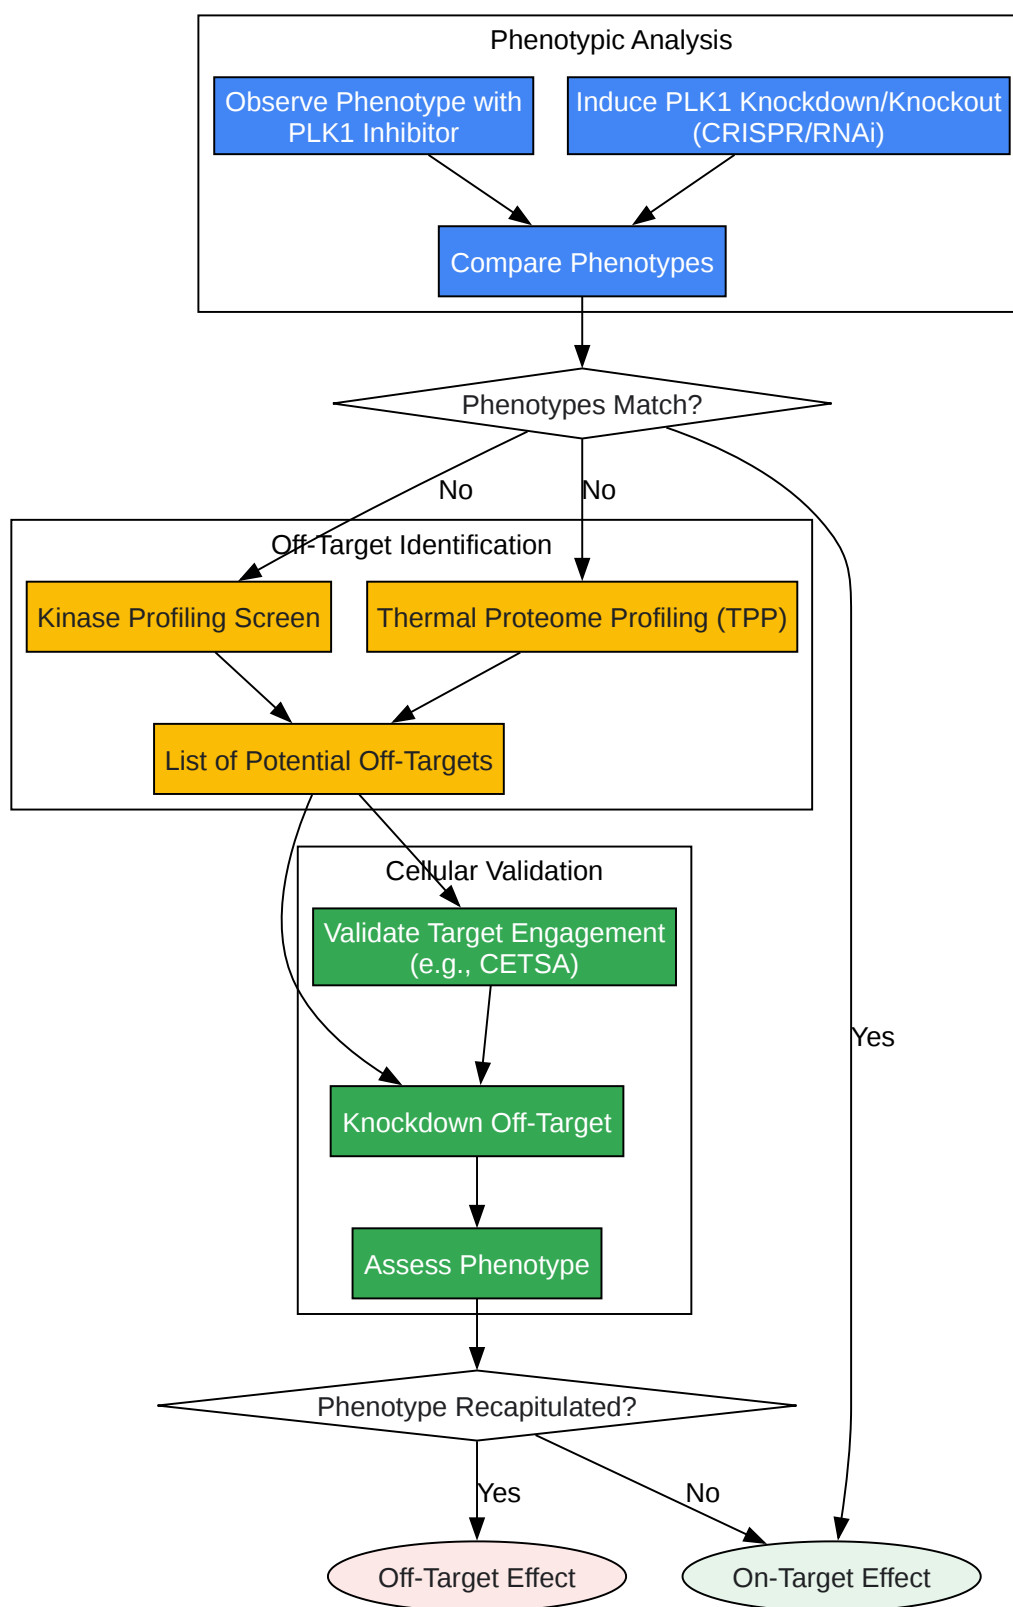 Phenotypic Analysis
Observe Phenotype with
PLK1 Inhibitor
Induce PLK1 Knockdown/Knockout
(CRISPR/RNAi)
Compare Phenotypes
Phenotypes Match?
No
No
Off-Target Identification
Kinase Profiling Screen
Thermal Proteome Profiling (TPP)
List of Potential Off-Targets
Cellular Validation
Validate Target Engagement
(e.g., CETSA)
Yes
Knockdown Off-Target
Assess Phenotype
Phenotype Recapitulated?
Yes
No
Off-Target Effect
On-Target Effect